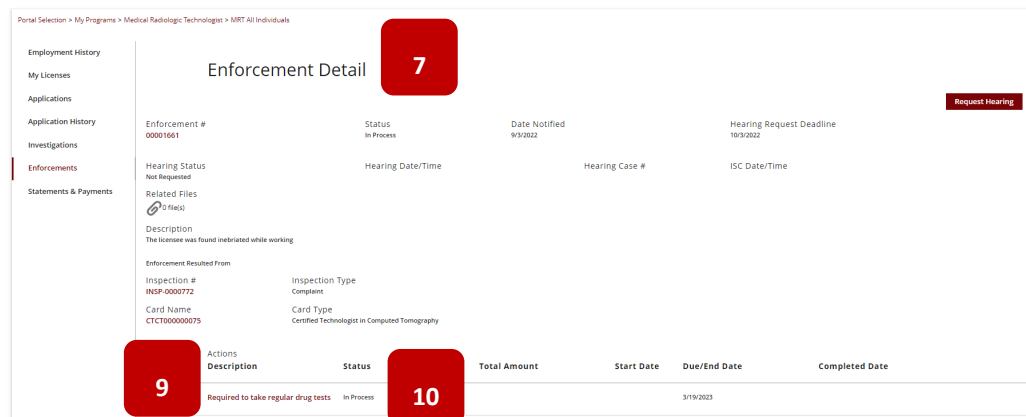 Portal Selection > My Programs > Medical Radiologic Technologist > MRT All Individuals
Employment History
My Licenses
Applications
Application History
Investigations
Enforcements
Statements & Payments
Enforcement Detail
7
Request Hearing
Enforcement # Status Date Notified Hearing Request Deadline
00001661 In Process 9/3/2022 10/3/2022
Hearing Status Hearing Date/Time Hearing Case # ISC Date/Time
Not Requested
Related Files
0 file(s)
Description
The licensee was found inebriated while working
Enforcement Resulted From
Inspection # Inspection Type
INSP-0000772 Complaint
Card Name Card Type
CTCT000000075 Certified Technologist in Computed Tomography
Actions
Description Status Total Amount Start Date Due/End Date Completed Date
9
10
Required to take regular drug tests In Process 3/19/2023